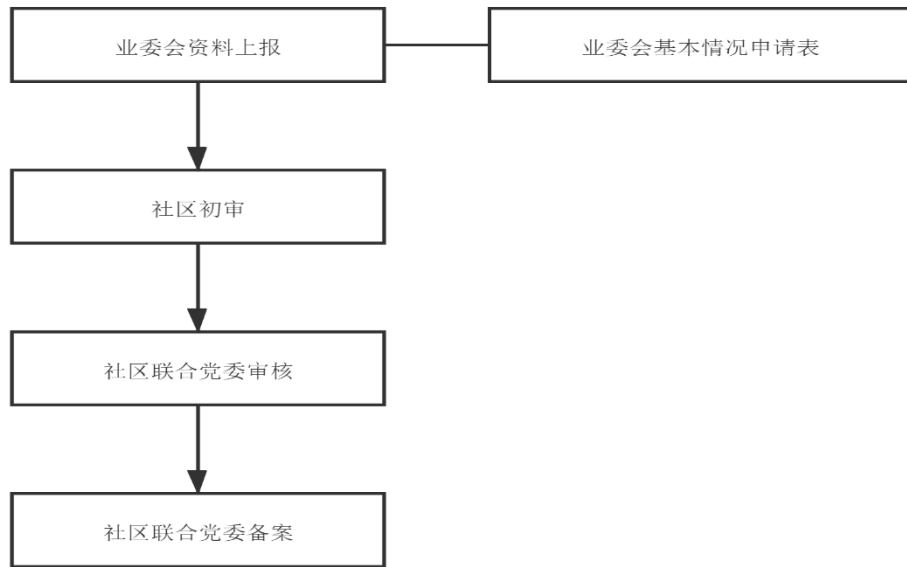 业委会资料上报
业委会基本情况申请表
社区初审
社区联合党委审核
社区联合党委备案